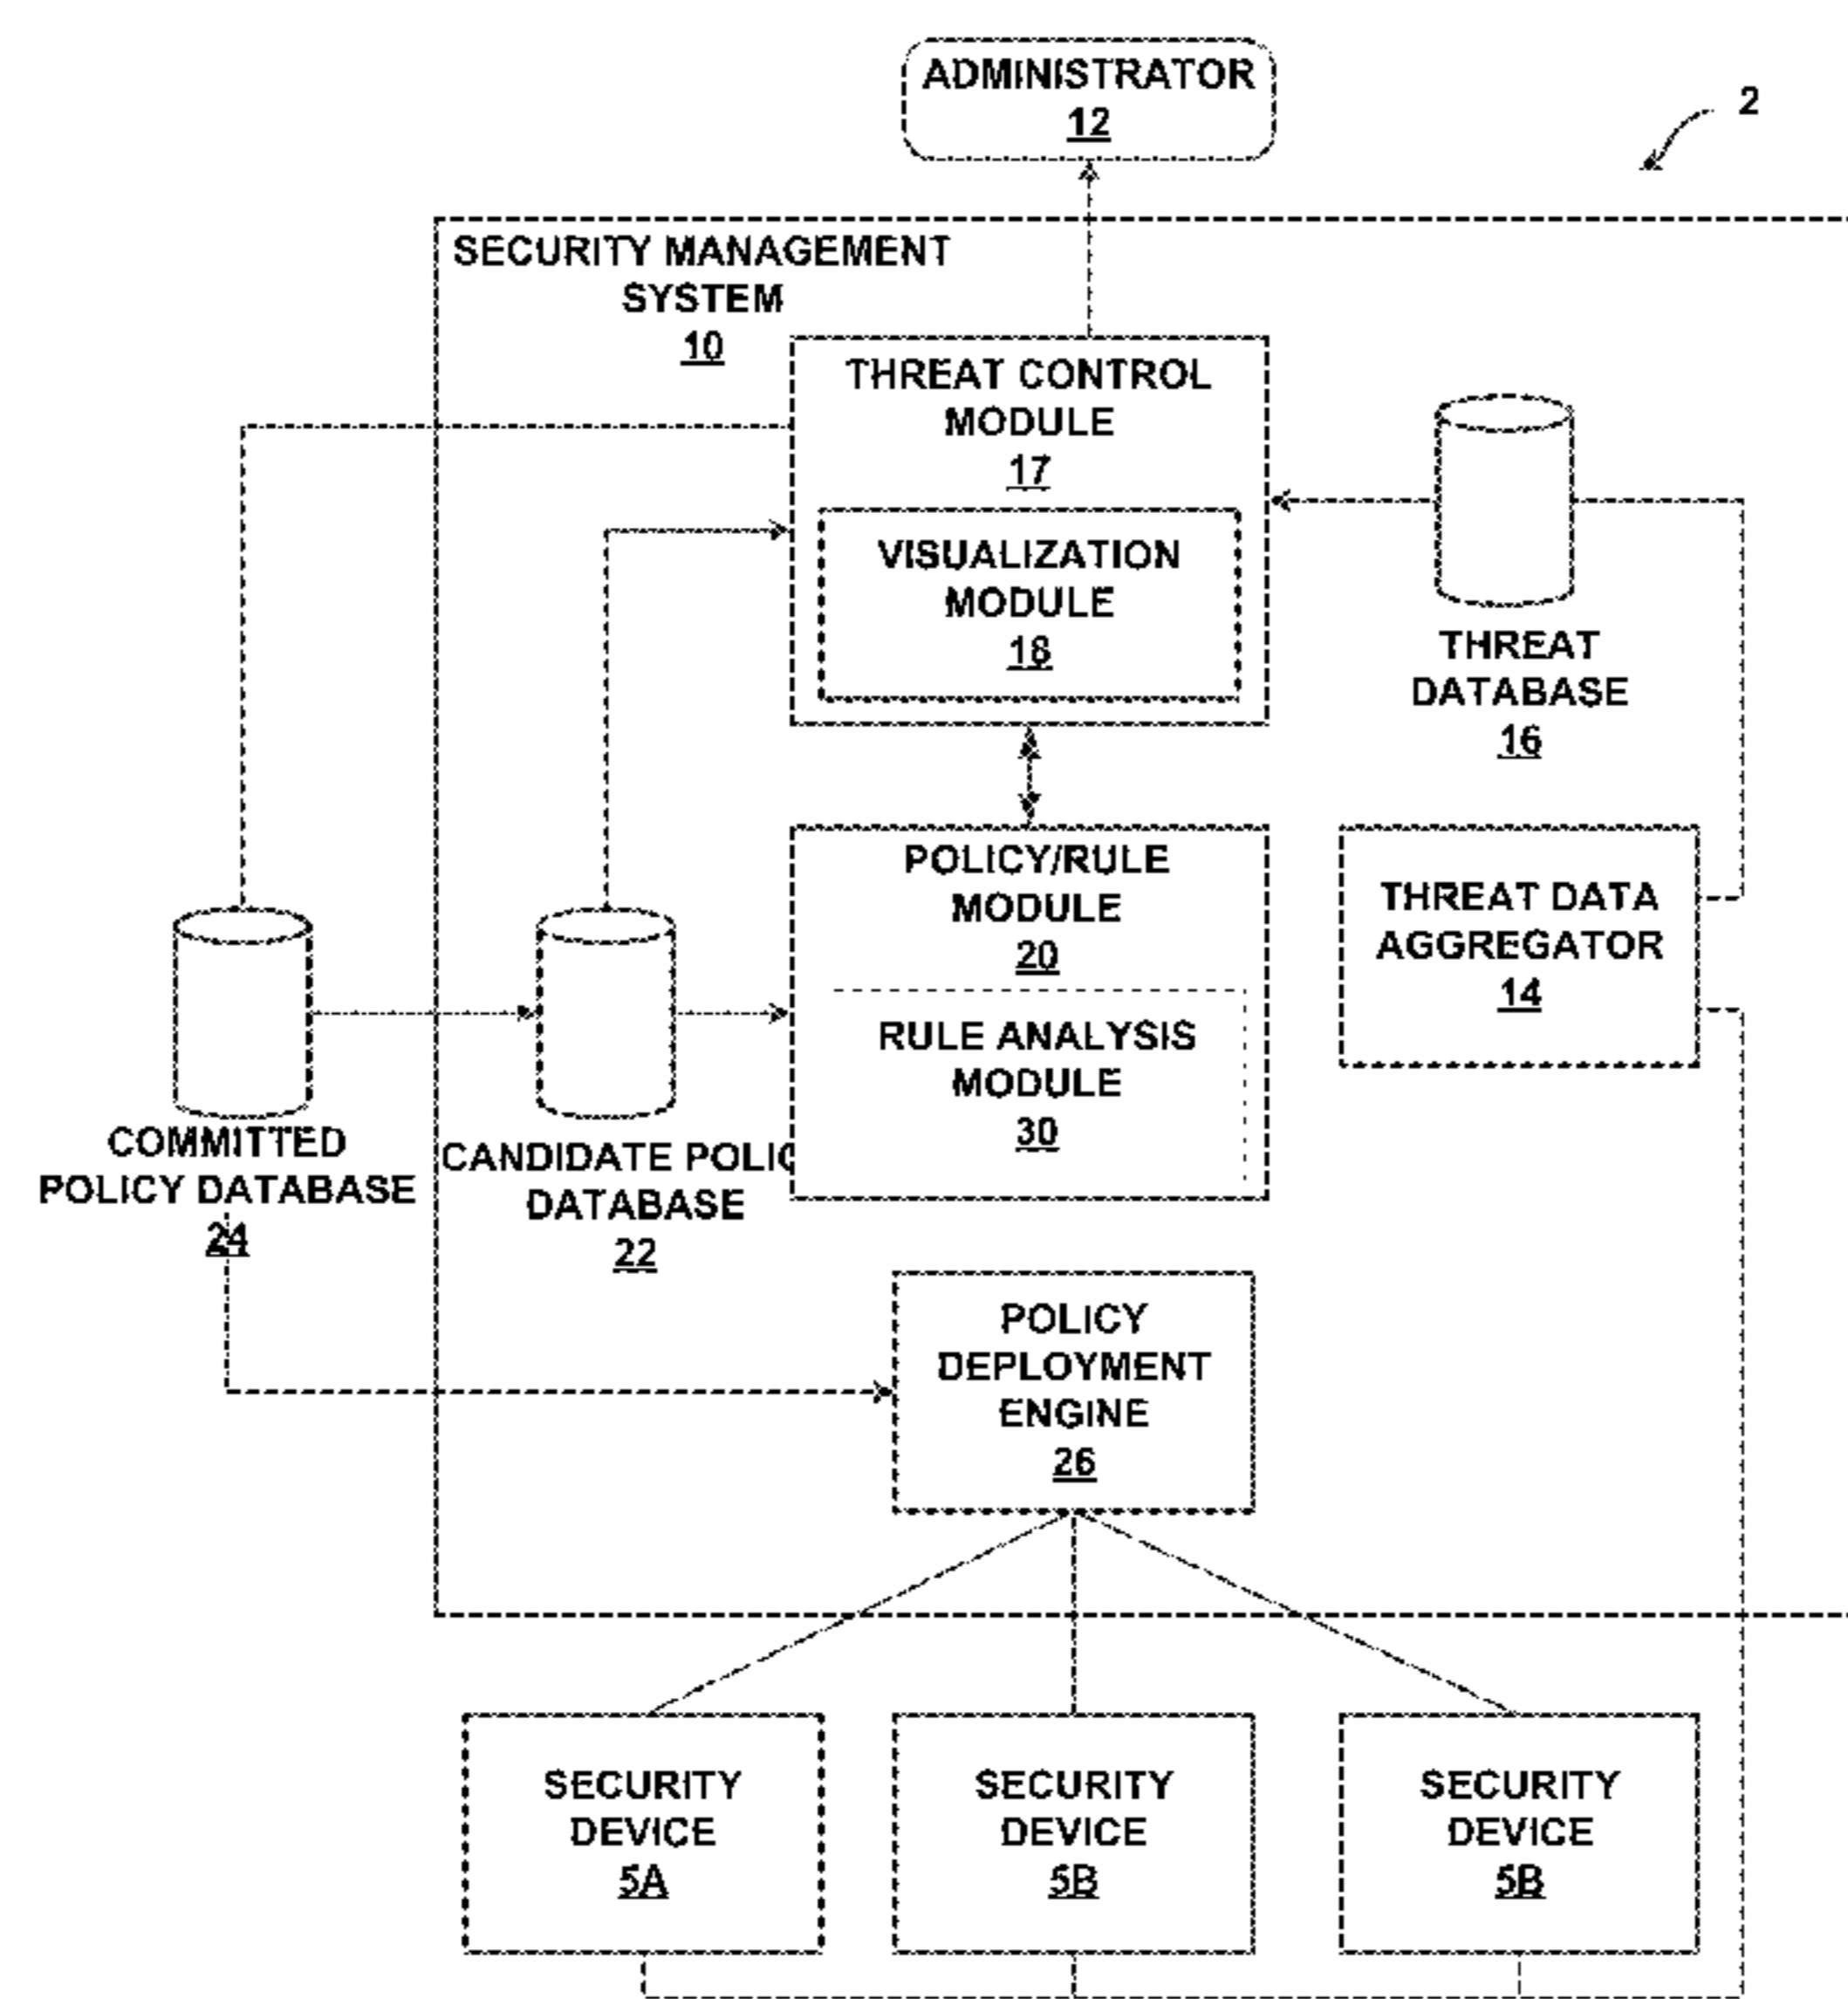 ADMINISTRATOR
12
2
SECURITY MANAGEMENT
SYSTEM
10
THREAT CONTROL
MODULE
17
VISUALIZATION
MODULE
18
THREAT
DATABASE
16
POLICY/RULE
MODULE
20
RULE ANALYSIS
MODULE
30
THREAT DATA
AGGREGATOR
14
COMMITTED
POLICY DATABASE
24
CANDIDATE POLIC
DATABASE
22
POLICY
DEPLOYMENT
ENGINE
26
SECURITY
DEVICE
5A
SECURITY
DEVICE
5B
SECURITY
DEVICE
5B